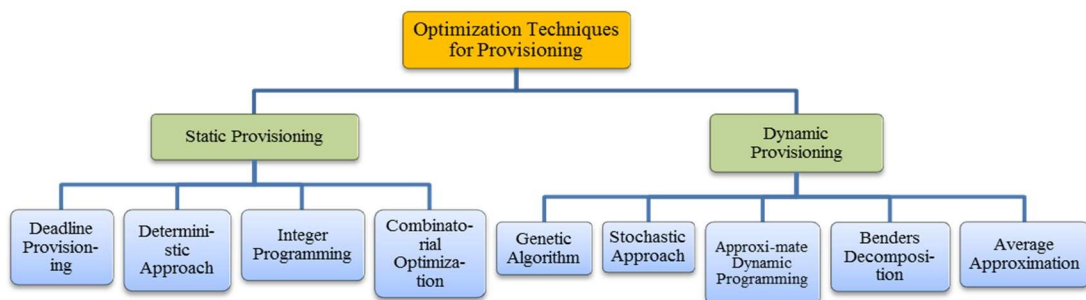 Optimization Techniques
for Provisioning
Static Provisioning
Dynamic
Provisioning
Deadline
Provision-
ing
Determini-
stic
Approach
Integer
Programming
Combinato-
rial
Optimiza-
tion
Genetic
Algorithm
Stochastic
Approach
Approxi-mate
Dynamic
Programming
Benders
Decomposi-
tion
Average
Approximation